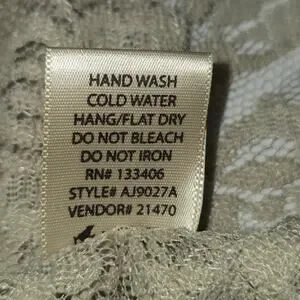 HAND WASH
COLD WATER
HANG/FLAT DRY
DO NOT BLEACH
DO NOT IRON
RN# 133406
STYLE# AJ9027A
VENDOR# 21470